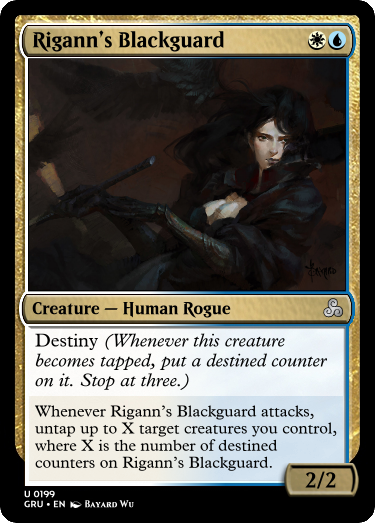 Rigann's Blackguard
Creature — Human Rogue
Destiny (Whenever this creature
becomes tapped, put a destined counter
on it. Stop at three.)
Whenever Rigann's Blackguard attacks,
untap up to X target creatures you control,
where X is the number of destined
counters on Rigann's Blackguard.
2/2
U 0199
GRU • EN Bayard Wu